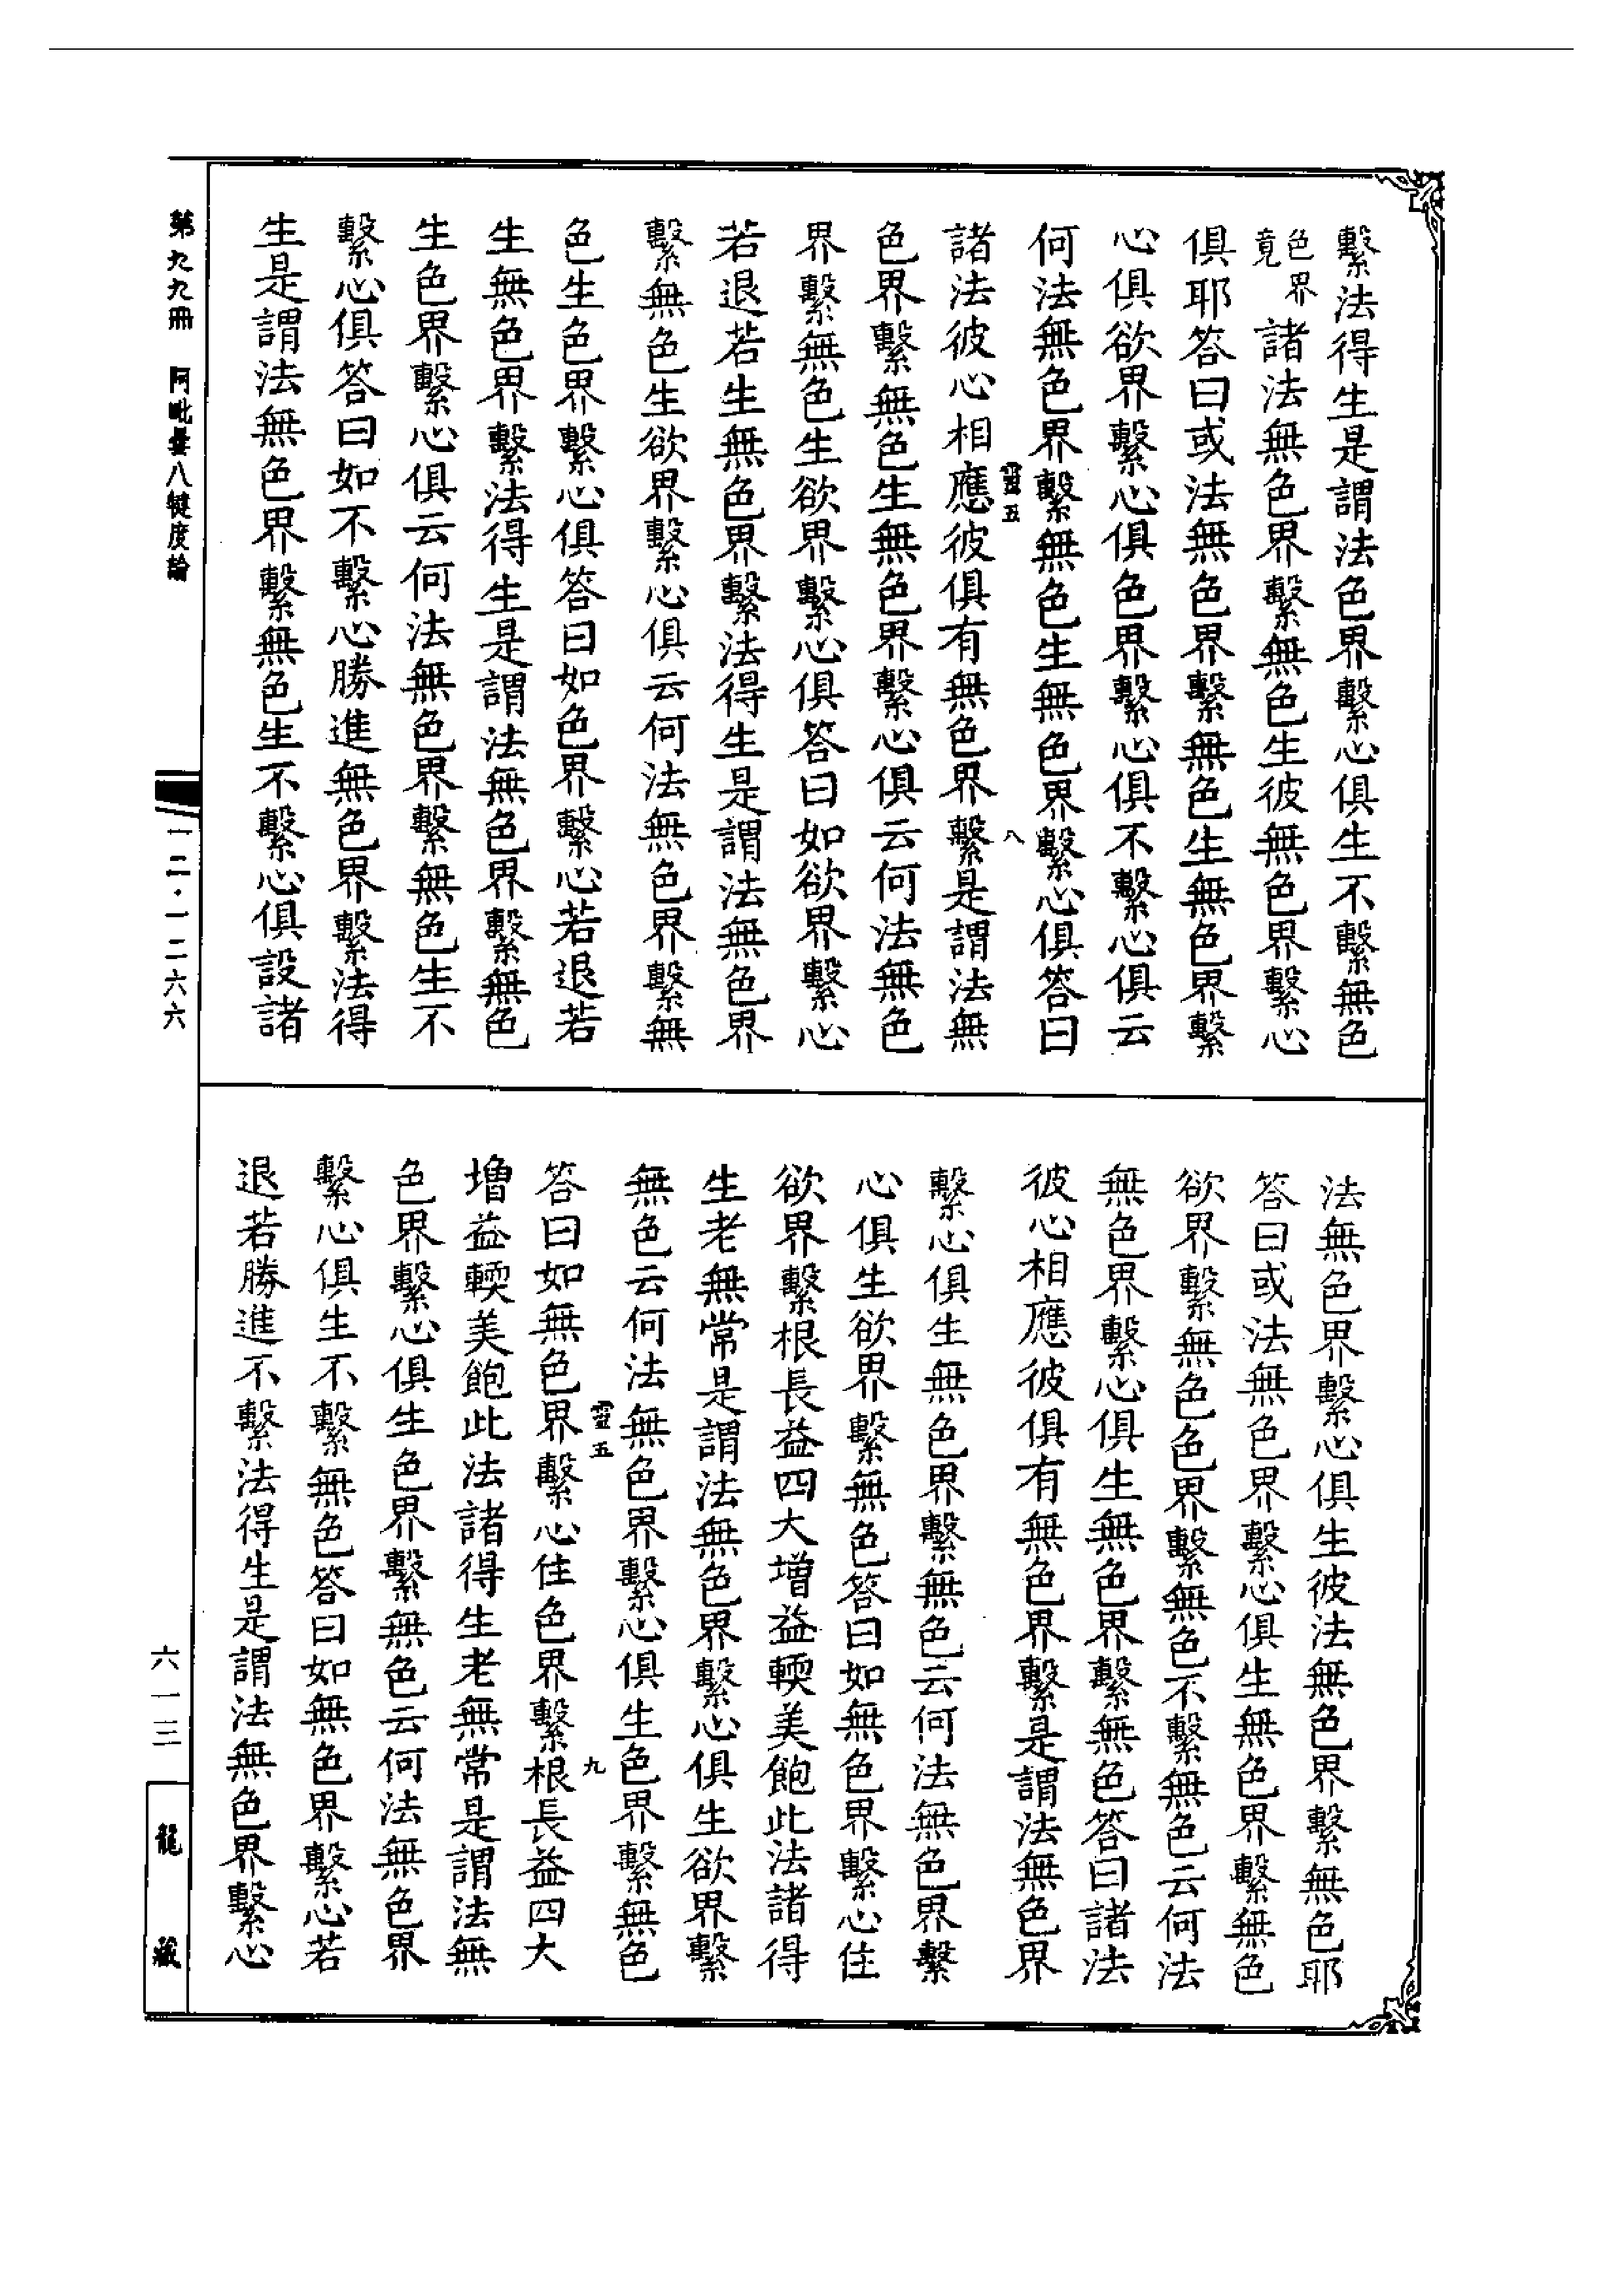 繫法得生是謂法色界繫心俱生不繫無色
色界竟諸法無色界繫無色生彼無色界繫心
俱耶答曰或法無色界繫無色生無色界繫
心俱欲界繫心俱色界繫心俱不繫心俱云
何法無色界繫無色生無色界繫心俱答曰
諸法彼心相應彼俱有無色界繫是謂法無
色界繫無色生無色界繫心俱云何法無色
界繫無色生欲界繫心俱答曰如欲界繫心
若退若生無色界繫法得生是謂法無色界
繫無色生欲界繫心俱云何法無色界繫無
色生色界繫心俱答曰如色界繫心若退若
生無色界繫法得生是謂法無色界繫無色
生色界繫心俱云何法無色界繫無色生不
繫心俱答曰如不繫心勝進無色界繫法得
生是謂法無色界繫無色生不繫心俱設諸
靈五
八
法無色界繫心俱生彼法無色界繫無色耶
答曰或法無色界繫心俱生無色界繫無色
欲界繫無色色界繫無色不繫無色云何法
無色界繫心俱生無色界繫無色答曰諸法
彼心相應彼俱有無色界繫是謂法無色界
繫心俱生無色界繫無色云何法無色界繫
心俱生欲界繫無色答曰如無色界繫心住
欲界繫根長益四大增益輭美飽此法諸得
生老無常是謂法無色界繫心俱生欲界繫
無色云何法無色界繫心俱生色界繫無色
答曰如無色界繫心住色界繫根長益四大
增益輭美飽此法諸得生老無常是謂法無
色界繫心俱生色界繫無色云何法無色界
繫心俱生不繫無色答曰如無色界繫心若
退若勝進不繫法得生是謂法無色界繫心
靈五
九
第九九冊 阿毗曇八犍度論
一二·一二六六
六一三
龍藏